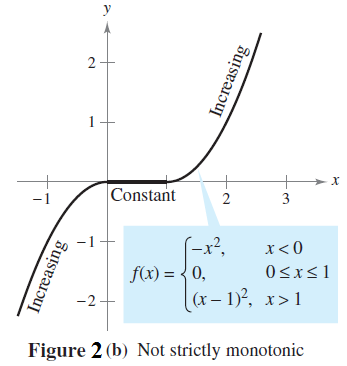 y
2
Increasing
1
x
−1
Constant
2
3
Increasing
−1
−x², x < 0
f(x) = { 0, 0 ≤ x ≤ 1
(x − 1)², x > 1
−2
Figure 2 (b) Not strictly monotonic